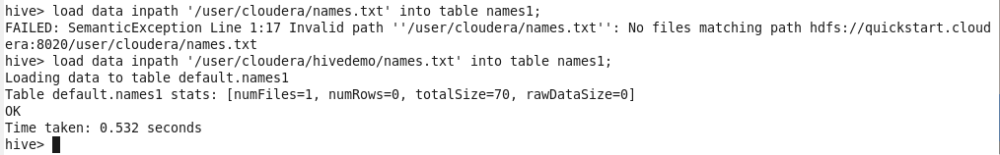 hive> load data inpath '/user/cloudera/names.txt' into table names1;
FAILED: SemanticException Line 1:17 Invalid path ''/user/cloudera/names.txt'': No files matching path hdfs://quickstart.cloud
era:8020/user/cloudera/names.txt
hive> load data inpath '/user/cloudera/hivedemo/names.txt' into table names1;
Loading data to table default.names1
Table default.names1 stats: [numFiles=1, numRows=0, totalSize=70, rawDataSize=0]
OK
Time taken: 0.532 seconds
hive>